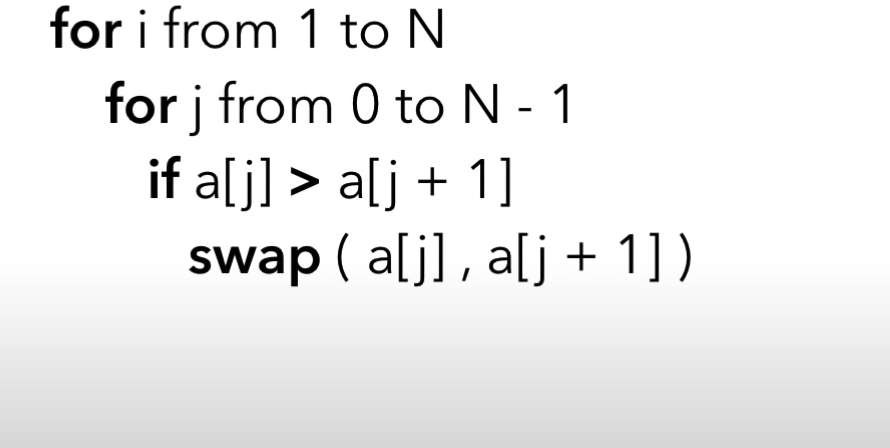 for i from 1 to N
for j from 0 to N - 1
if a[j] > a[j + 1]
swap ( a[j] , a[j + 1] )